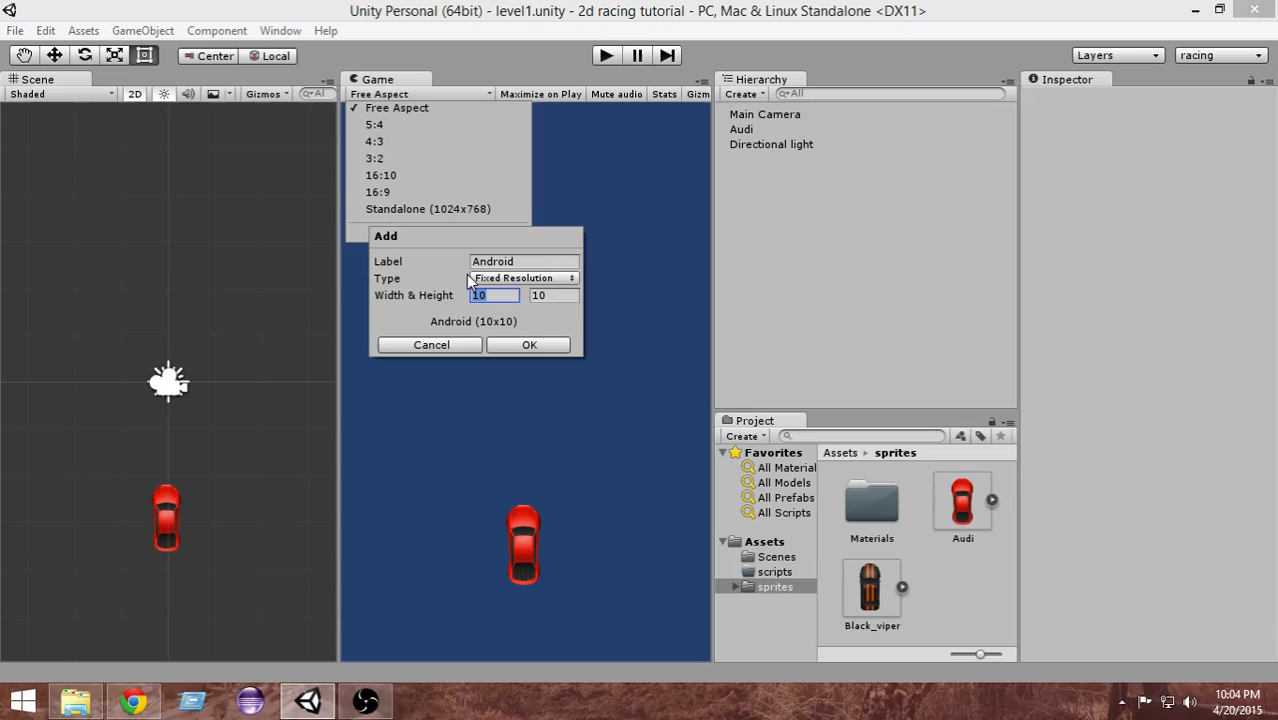 Unity Personal (64bit) - level1.unity - 2d racing tutorial - PC, Mac & Linux Standalone <DX11>
File Edit Assets GameObject Component Window Help
Center Local Layers racing
Scene Game Hierarchy Inspector
Shaded 2D Gizmos Al Free Aspect Maximize on Play Mute audio Stats Gizm Create All
Free Aspect
5:4
4:3
3:2
16:10
16:9
Standalone (1024x768)
Add
Label Android
Type Fixed Resolution
Width & Height 10 10
Android (10x10)
Cancel OK
Main Camera
Audi
Directional light
Project
Create
Favorites
All Material
All Models
All Prefabs
All Scripts
Assets
Scenes
scripts
sprites
Assets sprites
Materials Audi
Black_viper
10:04 PM
4/20/2015